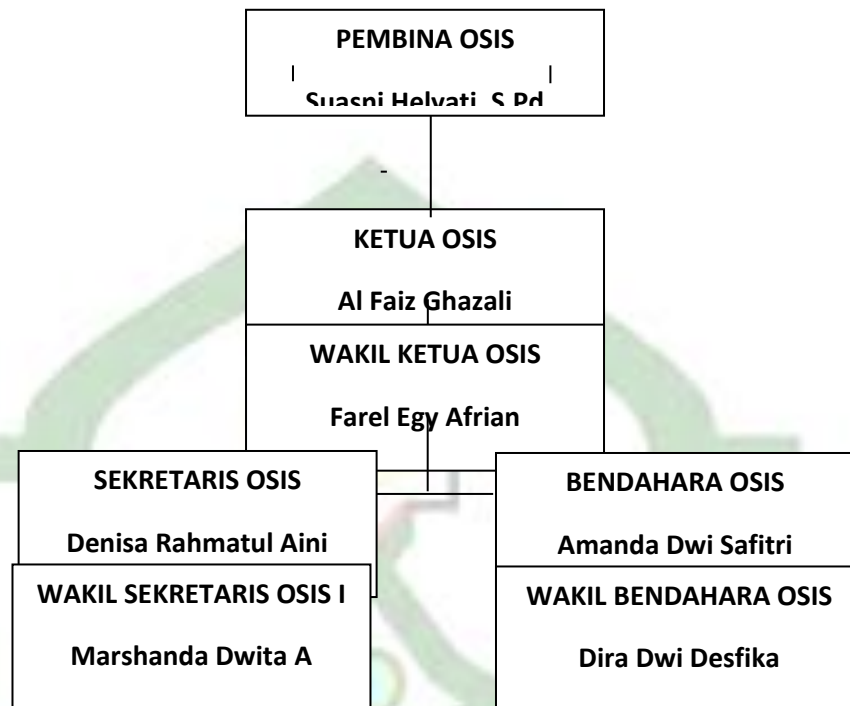 PEMBINA OSIS
Suasni Helyati, S.Pd
KETUA OSIS
Al Faiz Ghazali
WAKIL KETUA OSIS
Farel Egy Afrian
SEKRETARIS OSIS
Denisa Rahmatul Aini
WAKIL SEKRETARIS OSIS I
Marshanda Dwita A
BENDAHARA OSIS
Amanda Dwi Safitri
WAKIL BENDAHARA OSIS
Dira Dwi Desfika